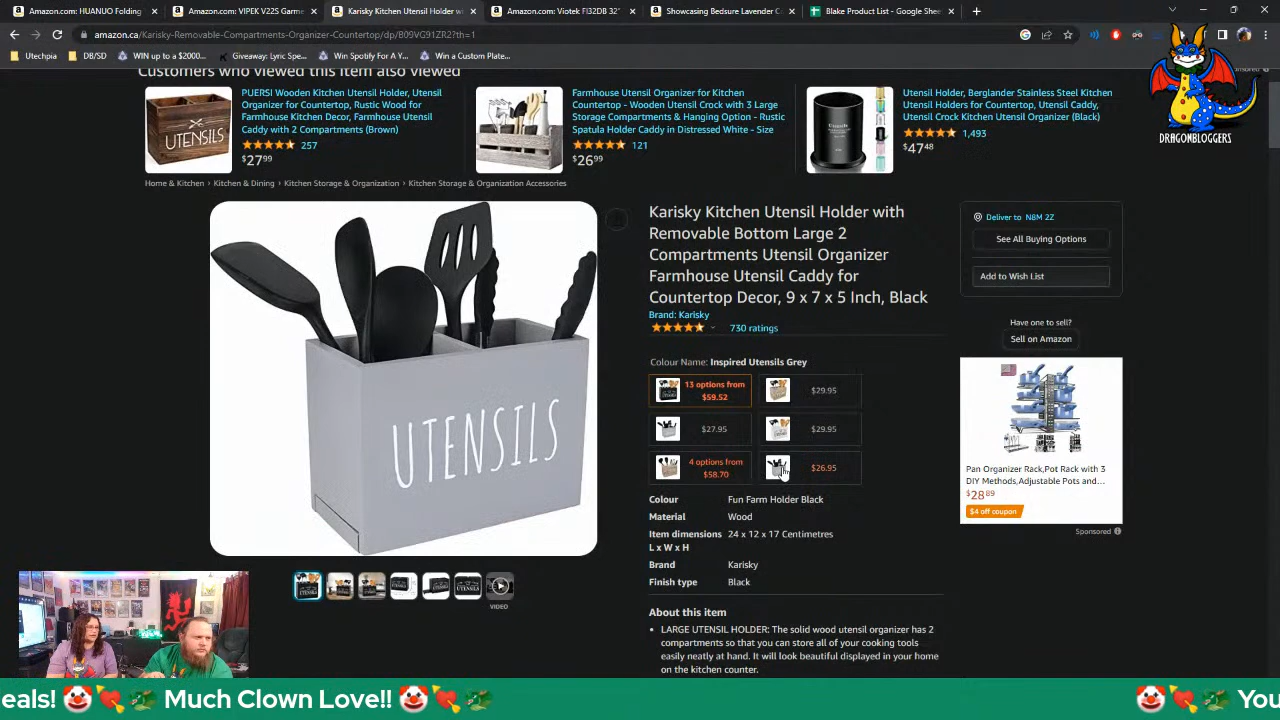 Amazon.com: HUANUO Folding
Amazon.com: VIPEK V22S Garme
Karisky Kitchen Utensil Holder wi
Amazon.com: Viotek FI32DB 32"
Showcasing Bedsure Lavender C
Blake Product List - Google Shee
amazon.ca/Karisky-Removable-Compartments-Organizer-Countertop/dp/B09VG91ZR2?th=1
Utechpia
DB/SD
WIN up to a $2000...
Giveaway: Lyric Spe...
Win Spotify For A Y...
Win a Custom Plate...
DRAGONBLOGGERS
Customers who viewed this item also viewed
PUERSI Wooden Kitchen Utensil Holder, Utensil
Organizer for Countertop, Rustic Wood for
Farmhouse Kitchen Decor, Farmhouse Utensil
Caddy with 2 Compartments (Brown)
257
$27⁹⁹
UTENSILS
Farmhouse Utensil Organizer for Kitchen
Countertop - Wooden Utensil Crock with 3 Large
Storage Compartments & Hanging Option - Rustic
Spatula Holder Caddy in Distressed White - Size
121
$26⁹⁹
Utensil Holder, Berglander Stainless Steel Kitchen
Utensil Holders for Countertop, Utensil Caddy,
Utensil Crock Kitchen Utensil Organizer (Black)
1,493
$47⁴⁸
Home & Kitchen › Kitchen & Dining › Kitchen Storage & Organization › Kitchen Storage & Organization Accessories
UTENSILS
VIDEO
Karisky Kitchen Utensil Holder with
Removable Bottom Large 2
Compartments Utensil Organizer
Farmhouse Utensil Caddy for
Countertop Decor, 9 x 7 x 5 Inch, Black
Brand: Karisky
730 ratings
Colour Name: Inspired Utensils Grey
13 options from
$59.52
$29.95
$27.95
$29.95
4 options from
$58.70
$26.95
Colour Fun Farm Holder Black
Material Wood
Item dimensions 24 x 12 x 17 Centimetres
L x W x H
Brand Karisky
Finish type Black
About this item
LARGE UTENSIL HOLDER: The solid wood utensil organizer has 2
compartments so that you can store all of your cooking tools
easily neatly at hand. It will look beautiful displayed in your home
on the kitchen counter.
Deliver to N8M 2Z
See All Buying Options
Add to Wish List
Have one to sell?
Sell on Amazon
Pan Organizer Rack,Pot Rack with 3
DIY Methods,Adjustable Pots and...
$28⁸⁹
$4 off coupon
Sponsored
eals! 🤡💘🐲 Much Clown Love!! 🤡💘🐲 🤡💘🐲 You